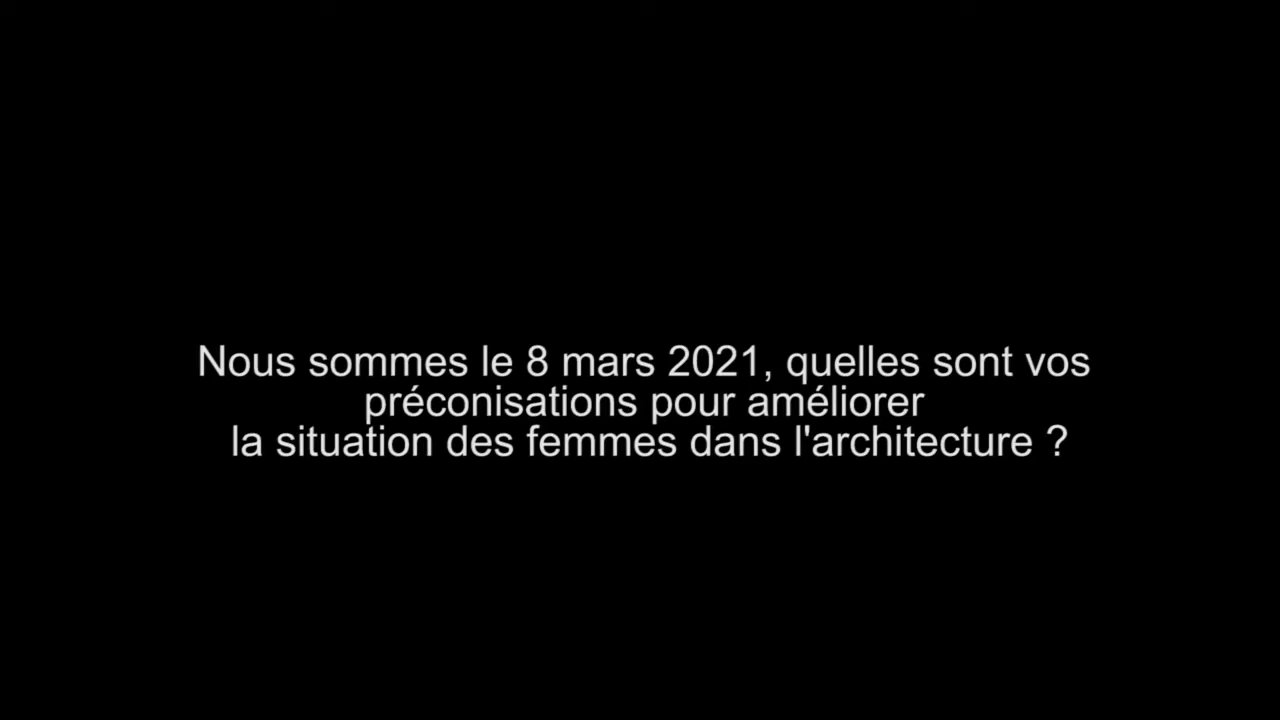 Nous sommes le 8 mars 2021, quelles sont vos
préconisations pour améliorer
la situation des femmes dans l'architecture ?